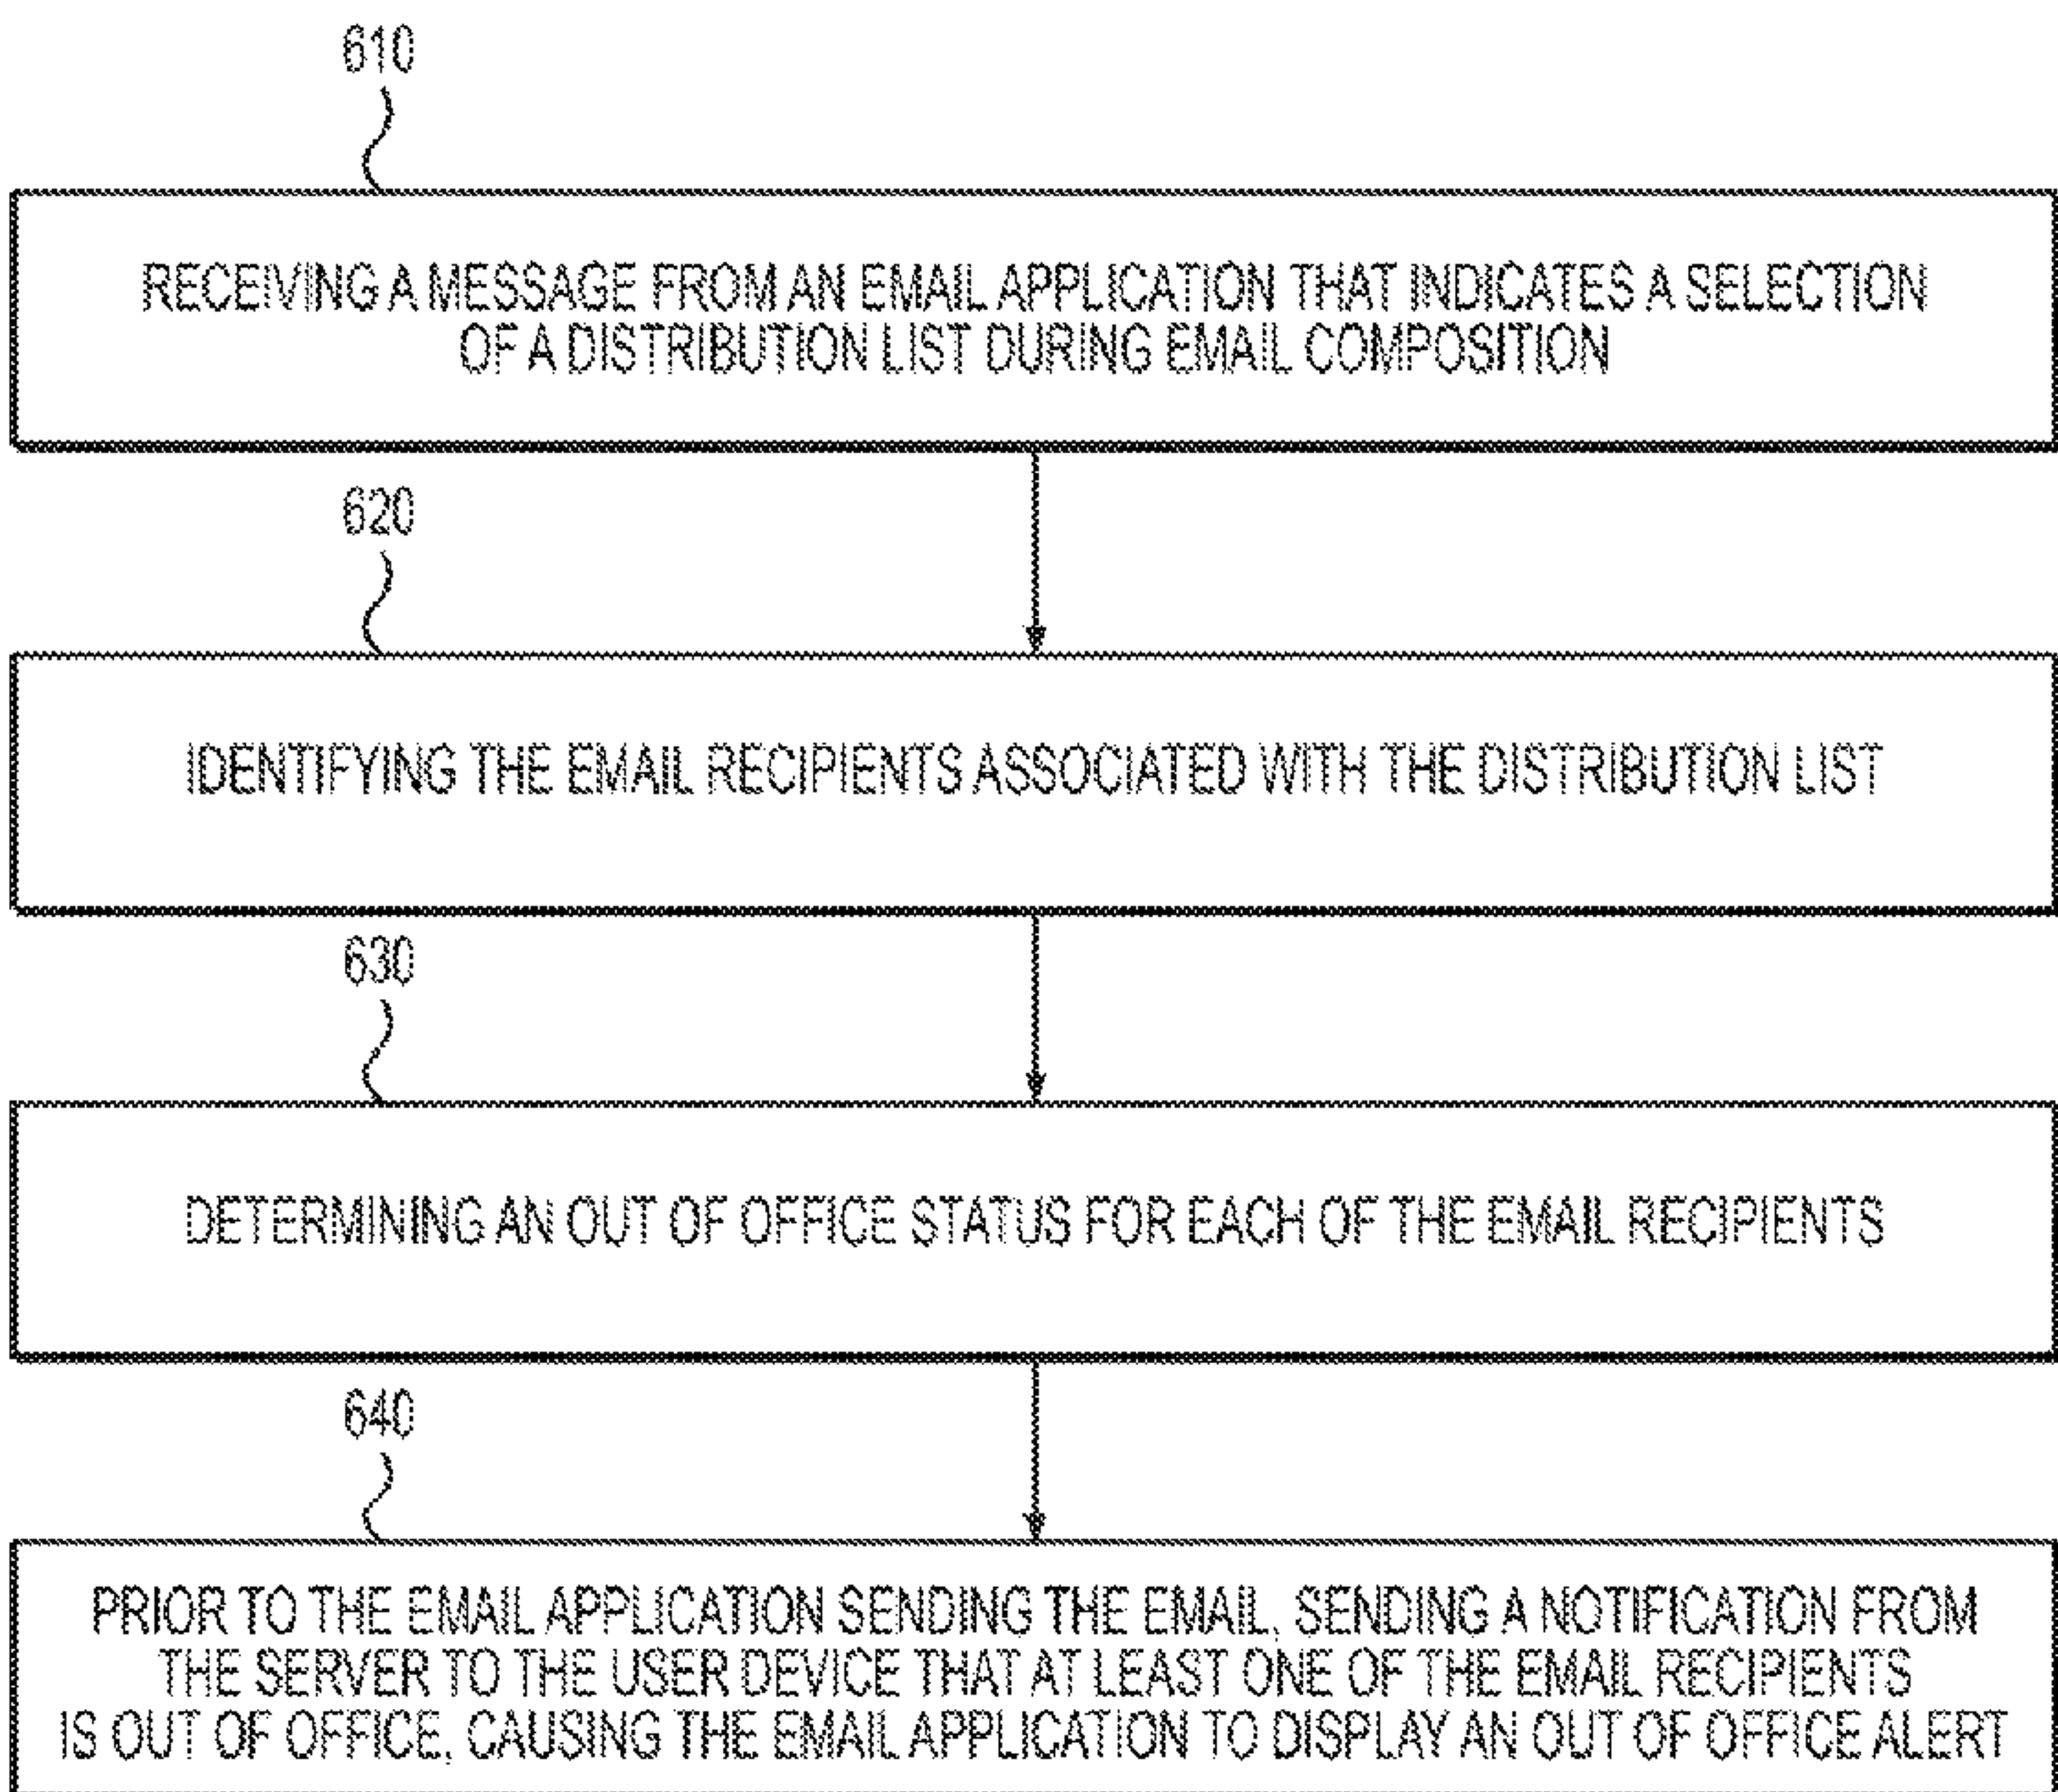 610
RECEIVING A MESSAGE FROM AN EMAIL APPLICATION THAT INDICATES A SELECTION
OF A DISTRIBUTION LIST DURING EMAIL COMPOSITION
620
IDENTIFYING THE EMAIL RECIPIENTS ASSOCIATED WITH THE DISTRIBUTION LIST
630
DETERMINING AN OUT OF OFFICE STATUS FOR EACH OF THE EMAIL RECIPIENTS
640
PRIOR TO THE EMAIL APPLICATION SENDING THE EMAIL, SENDING A NOTIFICATION FROM
THE SERVER TO THE USER DEVICE THAT AT LEAST ONE OF THE EMAIL RECIPIENTS
IS OUT OF OFFICE, CAUSING THE EMAIL APPLICATION TO DISPLAY AN OUT OF OFFICE ALERT